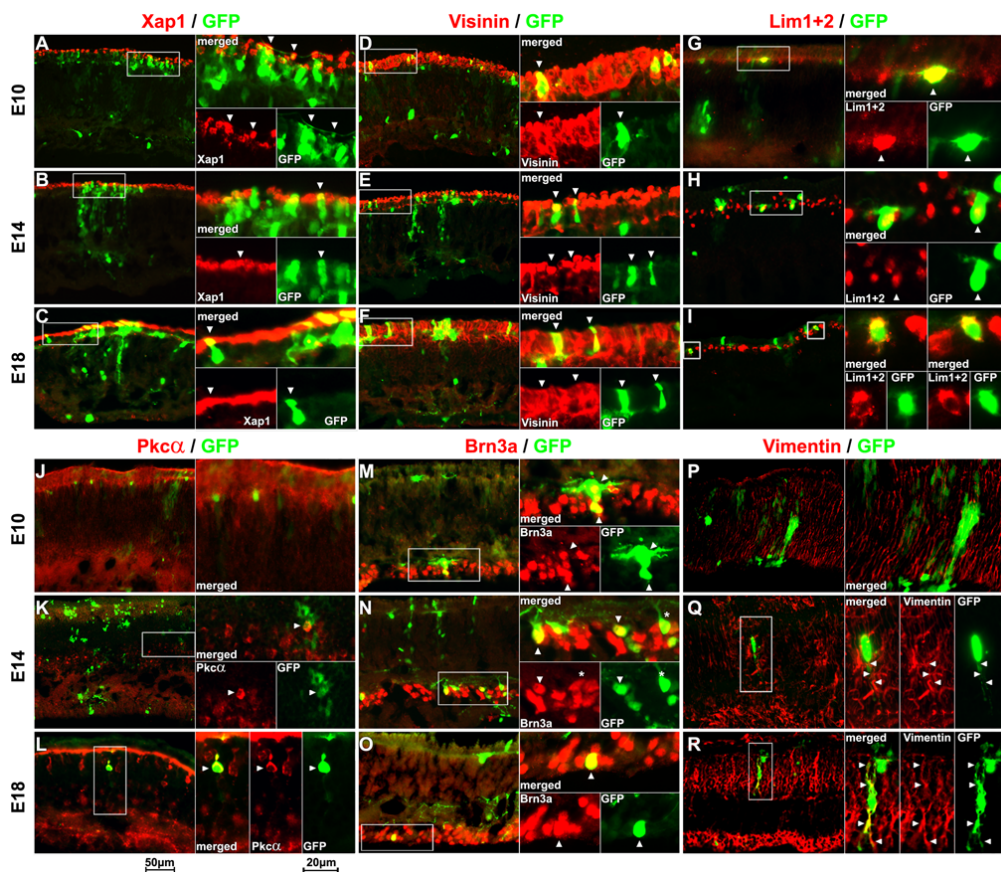 Xap1 / GFP
Visinin / GFP
Lim1+2 / GFP
E10
A
merged
Xap1
GFP
D
merged
Visinin
GFP
G
merged
Lim1+2
GFP
E14
B
merged
Xap1
GFP
E
merged
Visinin
GFP
H
merged
Lim1+2
GFP
E18
C
merged
Xap1
GFP
F
merged
Visinin
GFP
I
merged
merged
Lim1+2
GFP
Lim1+2
GFP
Pkcα / GFP
Brn3a / GFP
Vimentin / GFP
E10
J
merged
M
merged
Brn3a
GFP
P
merged
E14
K
merged
Pkcα
GFP
N
merged
*
*
*
Brn3a
GFP
Q
merged
Vimentin
GFP
E18
L
merged
Pkcα
GFP
O
merged
Brn3a
GFP
R
merged
Vimentin
GFP
50µm
20µm